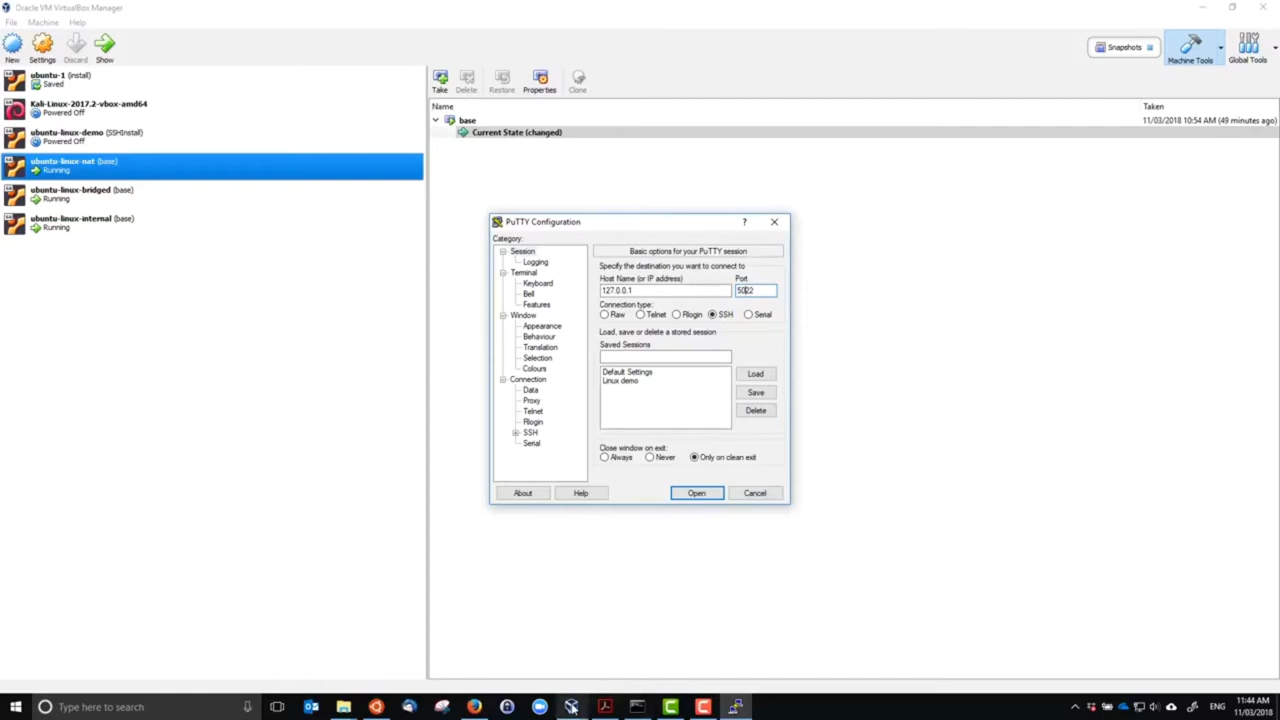 Oracle VM VirtualBox Manager
File Machine Help
New Settings Discard Show
Snapshots
Machine Tools
Global Tools
ubuntu-1 (install)
Saved
Kali-Linux-2017.2-vbox-amd64
Powered Off
ubuntu-linux-demo (SSHInstall)
Powered Off
ubuntu-linux-nat (base)
Running
ubuntu-linux-bridged (base)
Running
ubuntu-linux-internal (base)
Running
Take Delete Restore Properties Clone
Name Taken
base 11/03/2018 10:54 AM (49 minutes ago)
Current State (changed)
PuTTY Configuration
?
Category:
Session
Logging
Terminal
Keyboard
Bell
Features
Window
Appearance
Behaviour
Translation
Selection
Colours
Connection
Data
Proxy
Telnet
Rlogin
SSH
Serial
Basic options for your PuTTY session
Specify the destination you want to connect to
Host Name (or IP address) Port
127.0.0.1 5022
Connection type:
Raw Telnet Rlogin SSH Serial
Load, save or delete a stored session
Saved Sessions
Default Settings
Linux demo
Load
Save
Delete
Close window on exit:
Always Never Only on clean exit
About Help Open Cancel
Type here to search
ENG
11:44 AM
11/03/2018